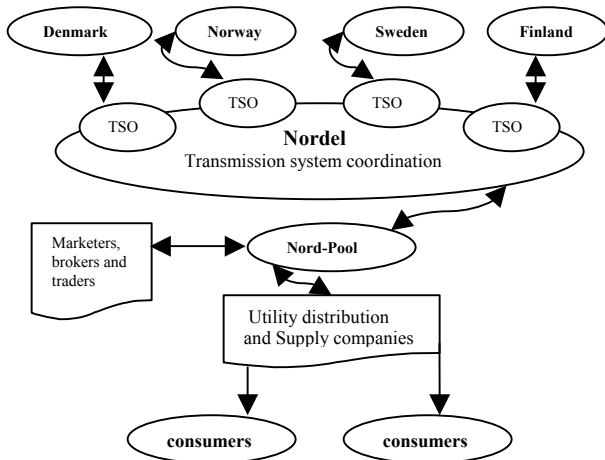 Denmark
Norway
Sweden
Finland
TSO
TSO
TSO
TSO
Nordel
Transmission system coordination
Marketers,
brokers and
traders
Nord-Pool
Utility distribution
and Supply companies
consumers
consumers